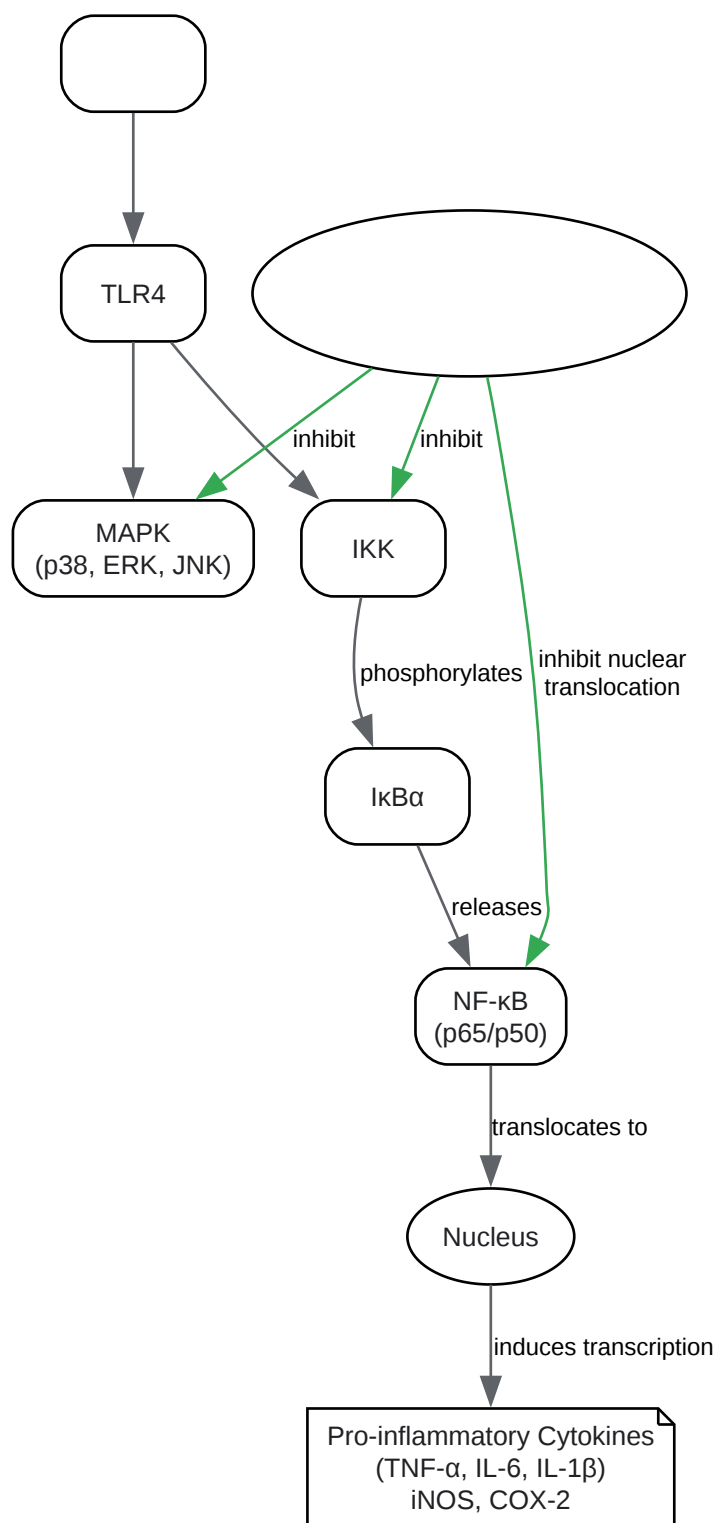 TLR4
inhibit
inhibit
MAPK
(p38, ERK, JNK)
IKK
phosphorylates
inhibit nuclear
translocation
IκBα
releases
NF-κB
(p65/p50)
translocates to
Nucleus
induces transcription
Pro-inflammatory Cytokines
(TNF-α, IL-6, IL-1β)
iNOS, COX-2